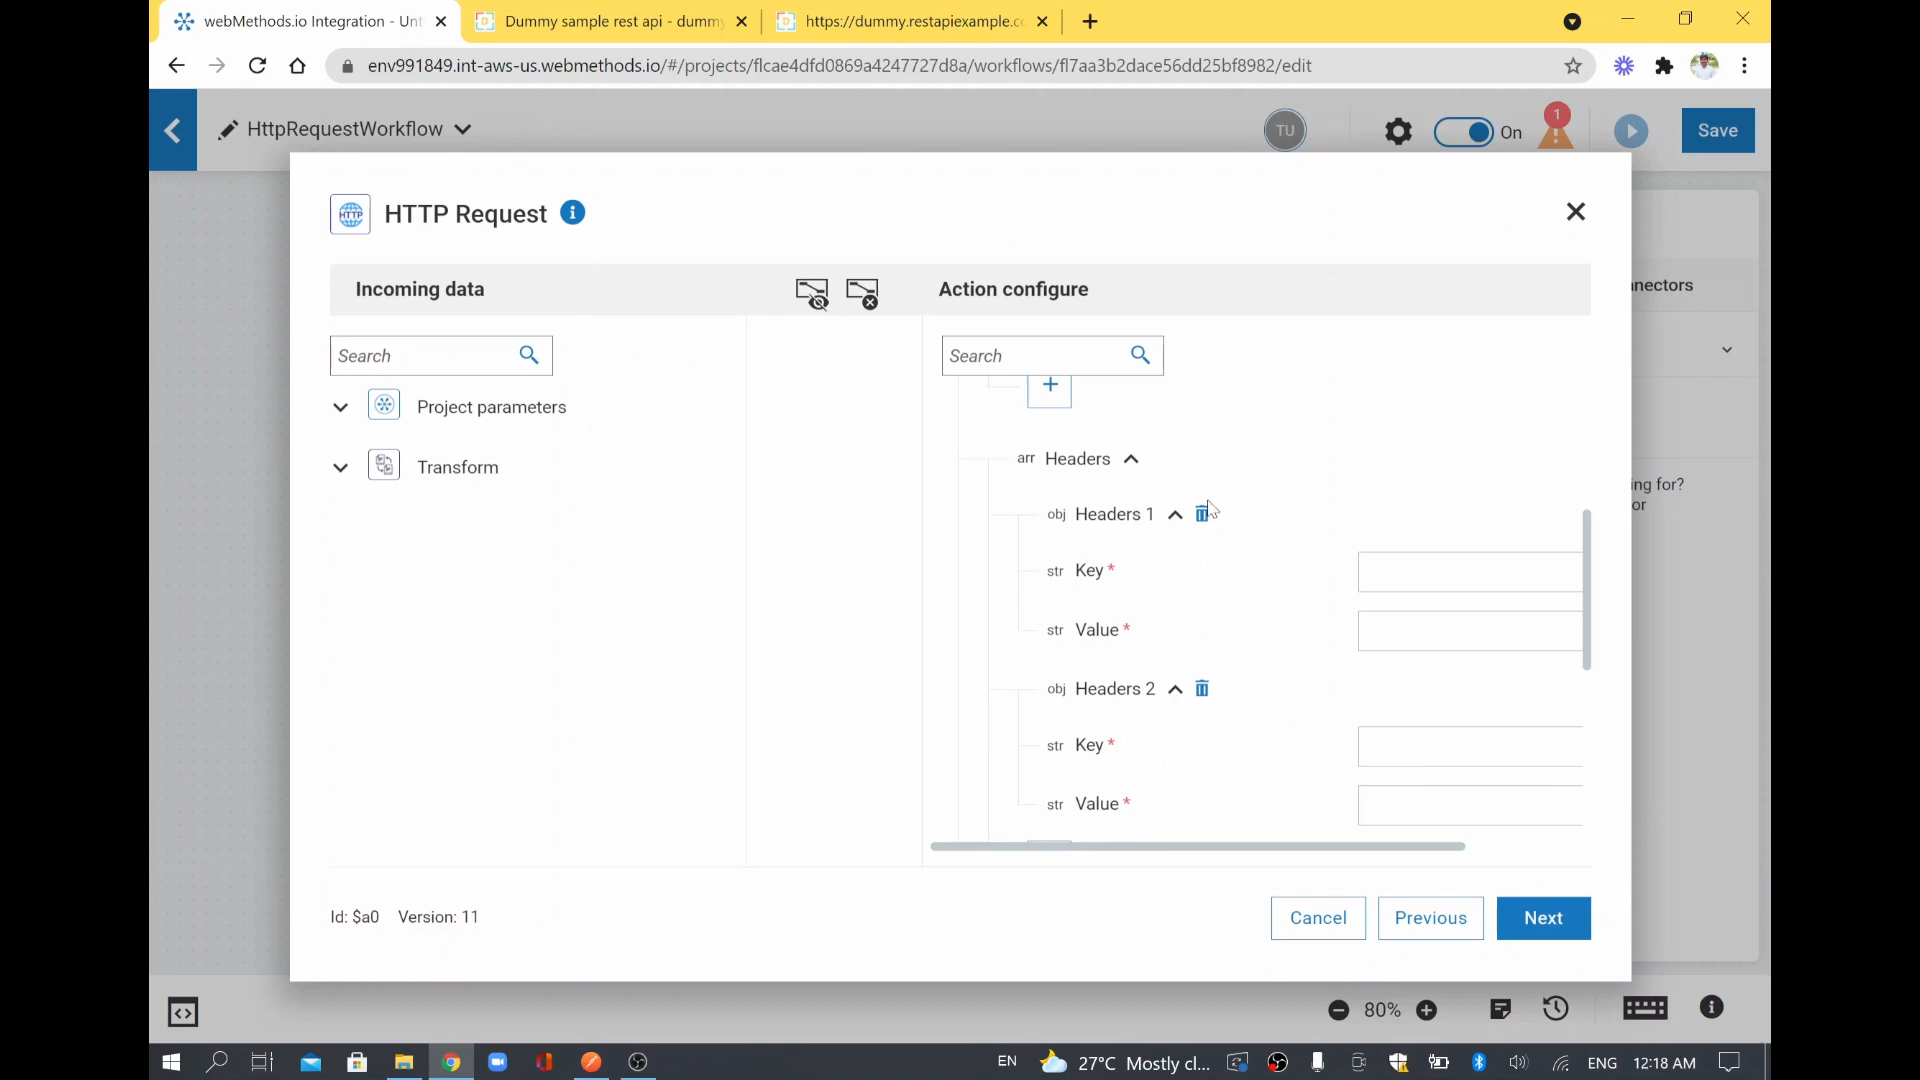 webMethods.io Integration - Unt
Dummy sample rest api - dummy
https://dummy.restapiexample.co
env991849.int-aws-us.webmethods.io/#/projects/flcae4dfd0869a4247727d8a/workflows/fl7aa3b2dace56dd25bf8982/edit
HttpRequestWorkflow
TU
On
1
Save
HTTP
HTTP Request
Incoming data
Action configure
nnectors
Search
Search
Project parameters
Transform
arr Headers
ing for?
or
obj Headers 1
str Key *
str Value *
obj Headers 2
str Key *
str Value *
Id: $a0 Version: 11
Cancel
Previous
Next
80%
EN
27°C Mostly cl...
ENG
12:18 AM